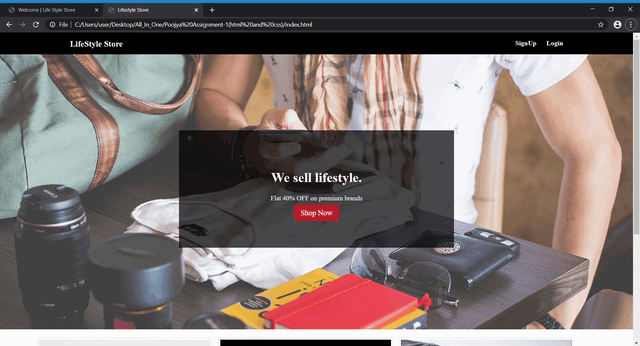 Welcome | Life Style Store
Lifestyle Store
File
C:/Users/user/Desktop/All_In_One/Poojya%20Assignment-1(html%20and%20css)/index.html
LifeStyle Store
SignUp
Login
We sell lifestyle.
Flat 40% OFF on premium brands
Shop Now